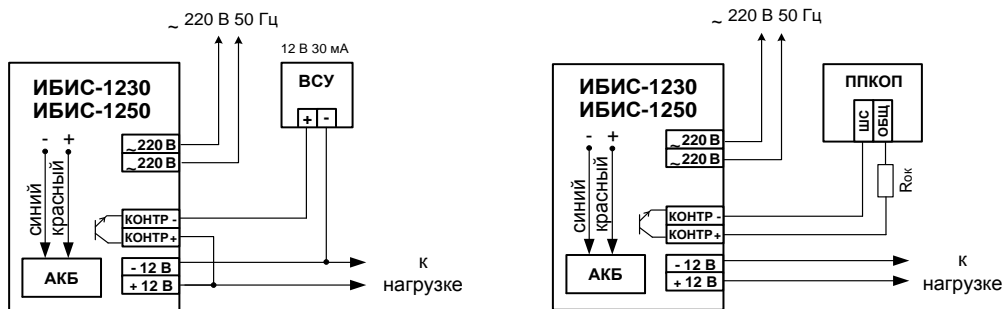 ~ 220 В 50 Гц
12 В 30 мА
ИБИС-1230
ИБИС-1250
ВСУ
+ -
- +
~220 В
~220 В
синий
красный
КОНТР -
КОНТР+
АКБ
- 12 В
+ 12 В
к
нагрузке
~ 220 В 50 Гц
ИБИС-1230
ИБИС-1250
ППКОП
ШС
ОБЩ
- +
~220 В
~220 В
Rок
синий
красный
КОНТР -
КОНТР+
АКБ
- 12 В
+ 12 В
к
нагрузке